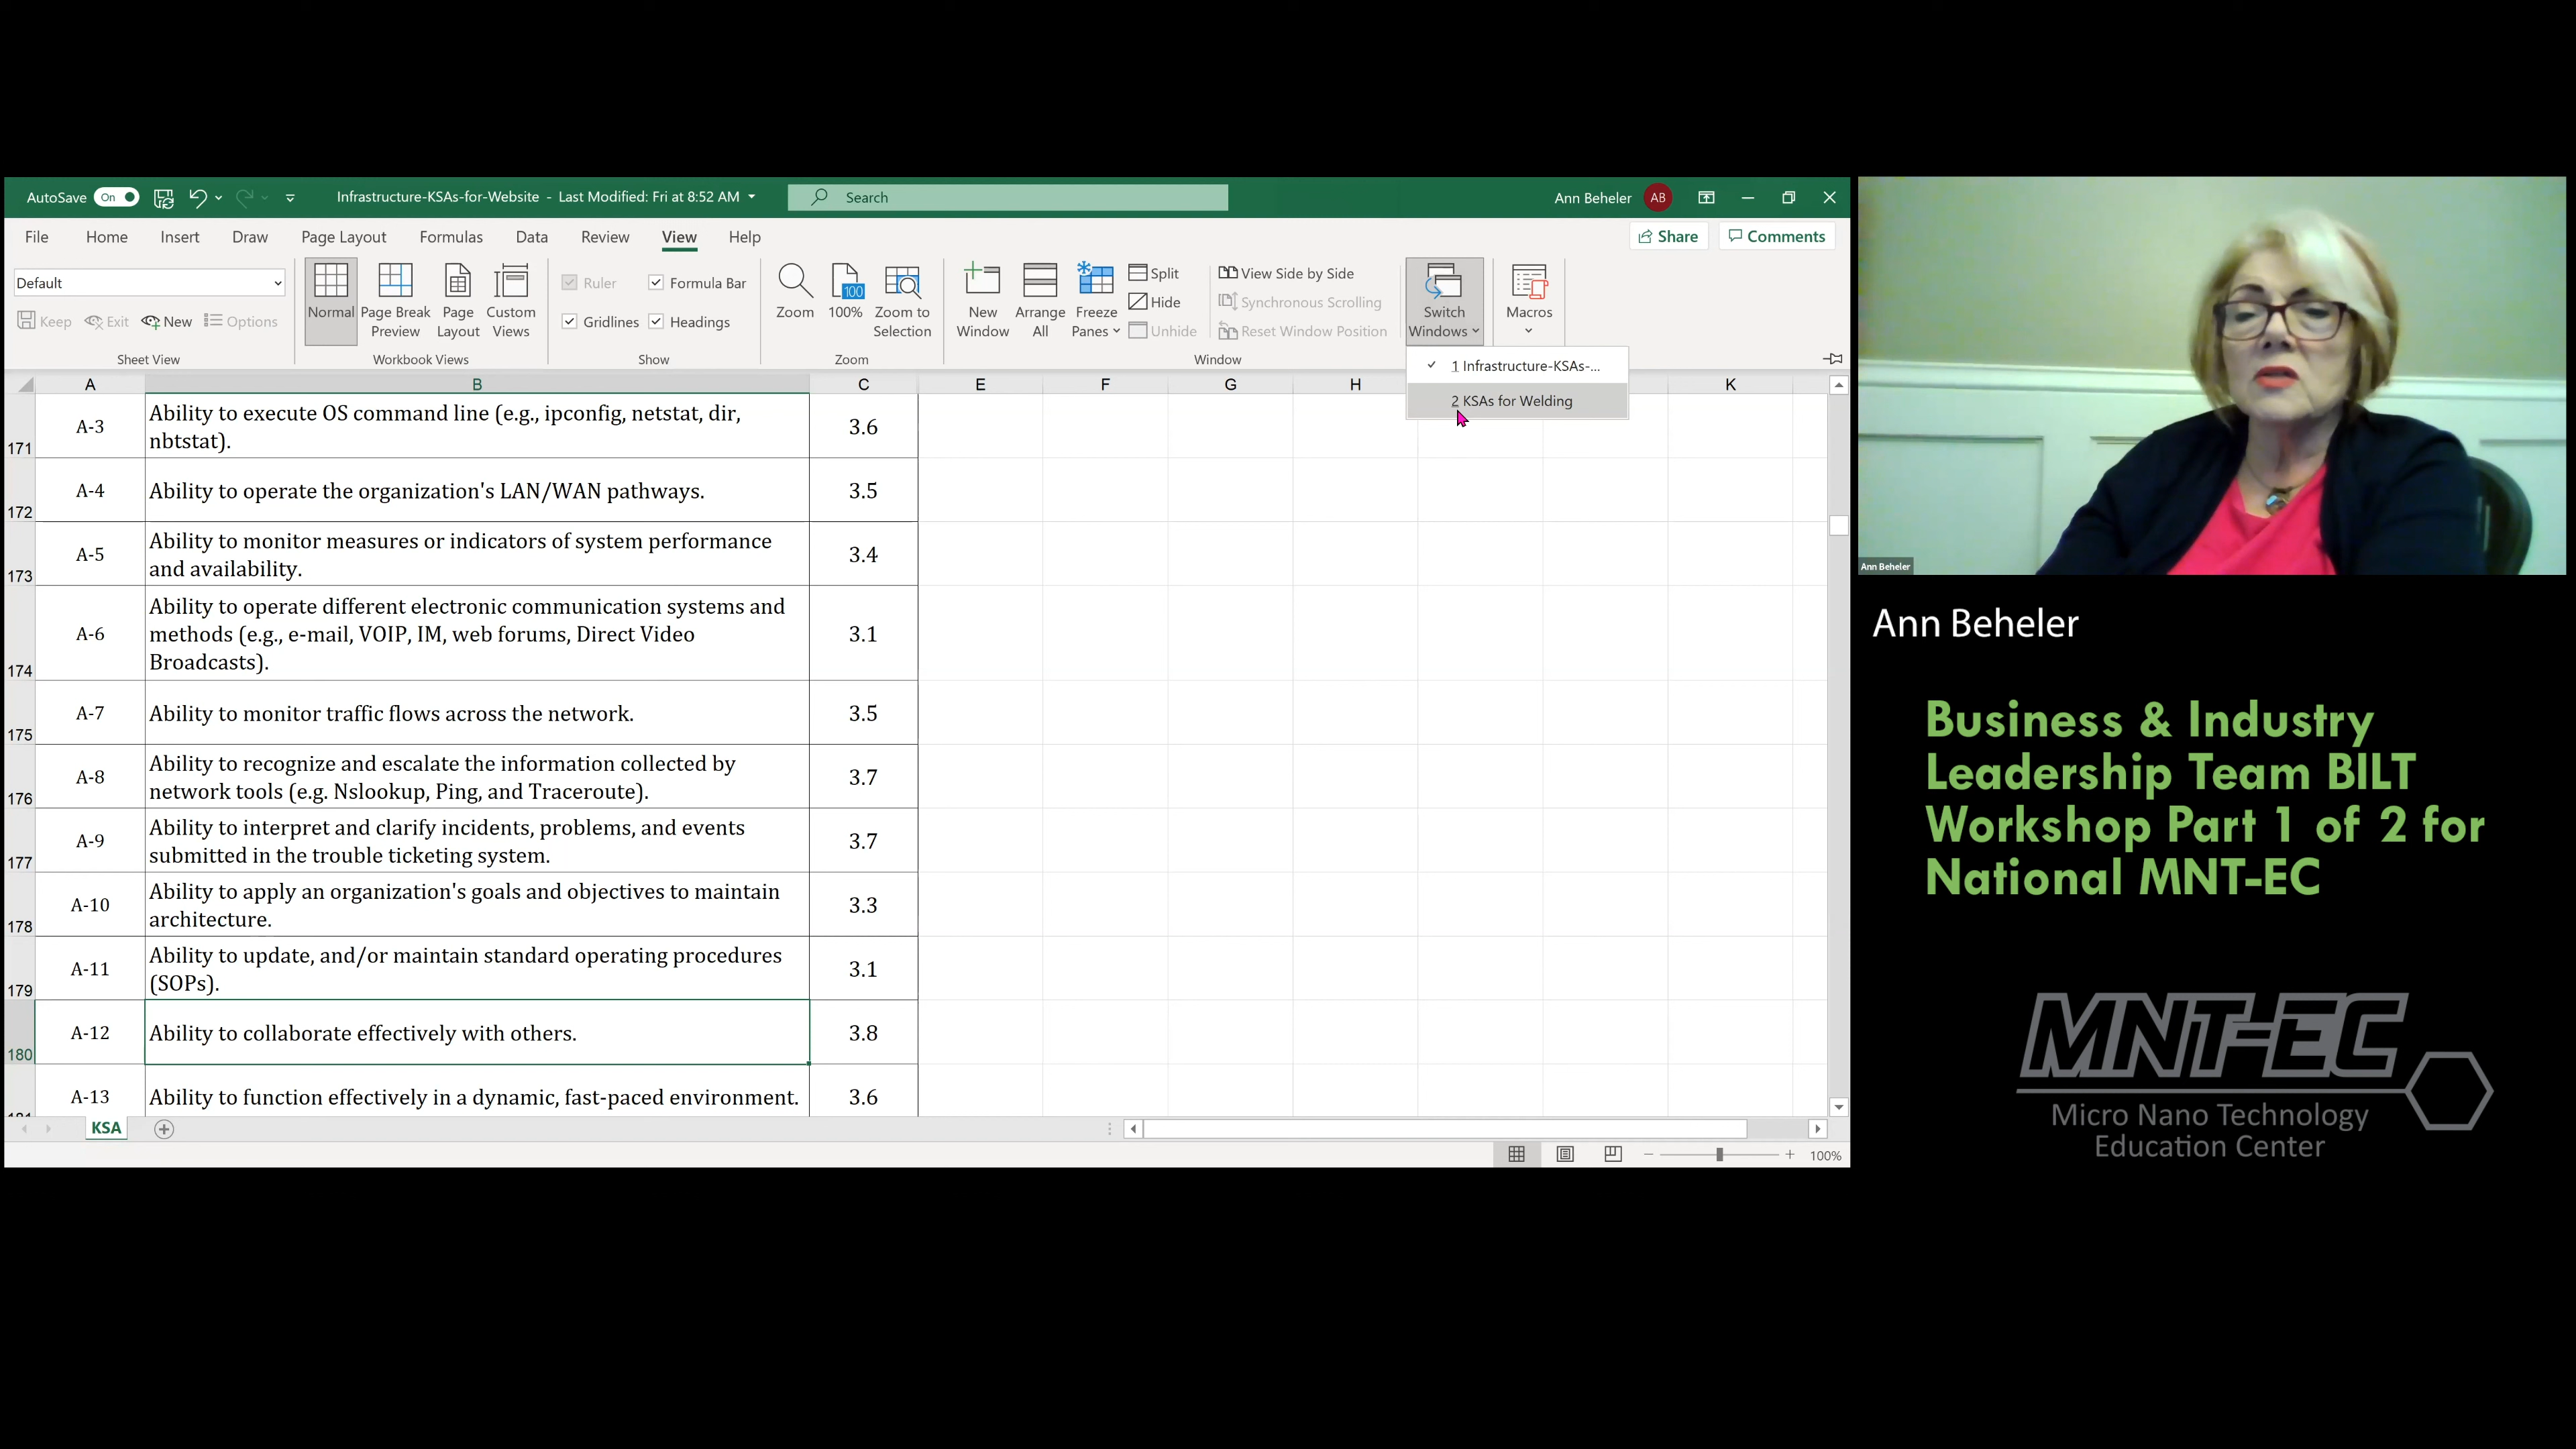 AutoSave On Infrastructure-KSAs-for-Website - Last Modified: Fri at 8:52 AM Search Ann Beheler AB
File Home Insert Draw Page Layout Formulas Data Review View Help Share Comments
Default
Keep Exit New Options
Sheet View
Normal
Page Break Preview
Page Layout
Custom Views
Workbook Views
Ruler Formula Bar
Gridlines Headings
Show
Zoom
100
100%
Zoom to Selection
Zoom
New Window
Arrange All
Freeze Panes
Split
Hide
Unhide
View Side by Side
Synchronous Scrolling
Reset Window Position
Window
Switch Windows
Macros
1 Infrastructure-KSAs-...
2 KSAs for Welding
A B C E F G H K
171 A-3 Ability to execute OS command line (e.g., ipconfig, netstat, dir, 3.6
nbtstat).
172 A-4 Ability to operate the organization's LAN/WAN pathways. 3.5
173 A-5 Ability to monitor measures or indicators of system performance 3.4
and availability.
174 A-6 Ability to operate different electronic communication systems and
methods (e.g., e-mail, VOIP, IM, web forums, Direct Video 3.1
Broadcasts).
175 A-7 Ability to monitor traffic flows across the network. 3.5
176 A-8 Ability to recognize and escalate the information collected by 3.7
network tools (e.g. Nslookup, Ping, and Traceroute).
177 A-9 Ability to interpret and clarify incidents, problems, and events 3.7
submitted in the trouble ticketing system.
178 A-10 Ability to apply an organization's goals and objectives to maintain 3.3
architecture.
179 A-11 Ability to update, and/or maintain standard operating procedures 3.1
(SOPs).
180 A-12 Ability to collaborate effectively with others. 3.8
A-13 Ability to function effectively in a dynamic, fast-paced environment. 3.6
KSA
100%
Ann Beheler
Ann Beheler
Business & Industry
Leadership Team BILT
Workshop Part 1 of 2 for
National MNT-EC
MNT-EC
Micro Nano Technology
Education Center